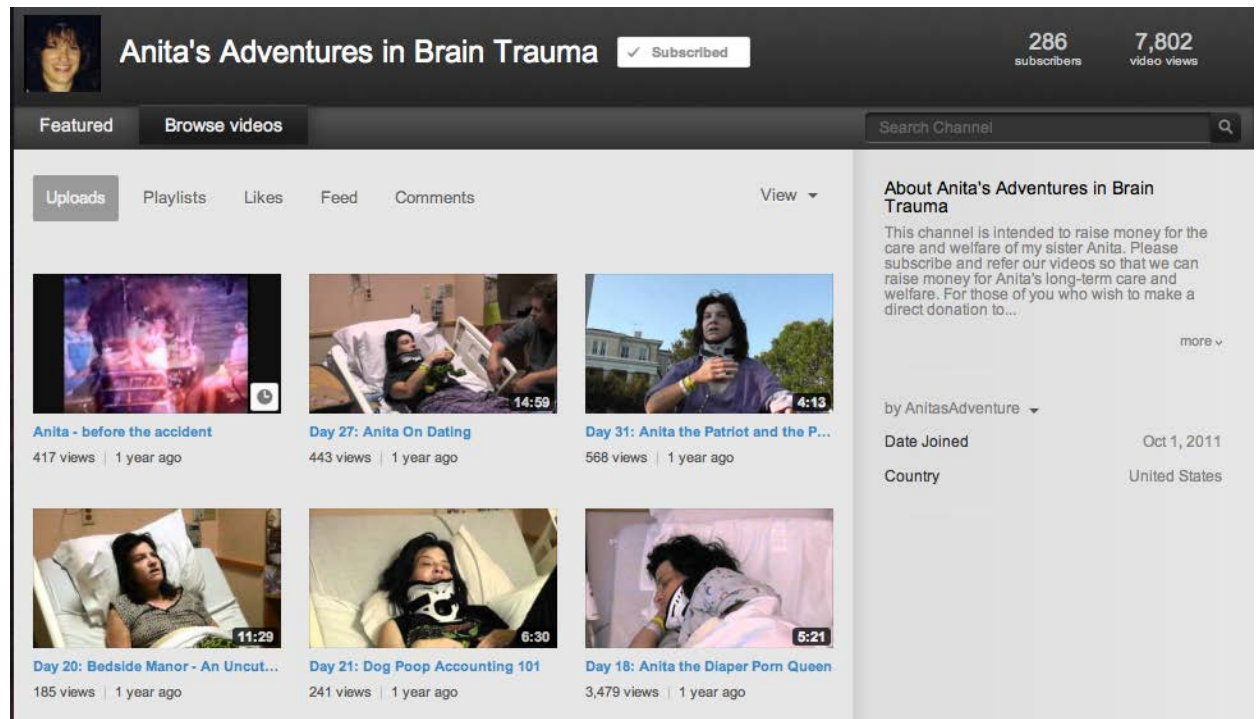 Anita's Adventures in Brain Trauma
Subscribed
286
subscribers
7,802
video views
Featured
Browse videos
Search Channel
Uploads
Playlists
Likes
Feed
Comments
View
Anita - before the accident
417 views | 1 year ago
14:59
Day 27: Anita On Dating
443 views | 1 year ago
4:13
Day 31: Anita the Patriot and the P...
568 views | 1 year ago
11:29
Day 20: Bedside Manor - An Uncut...
185 views | 1 year ago
6:30
Day 21: Dog Poop Accounting 101
241 views | 1 year ago
5:21
Day 18: Anita the Diaper Porn Queen
3,479 views | 1 year ago
About Anita's Adventures in Brain
Trauma
This channel is intended to raise money for the
care and welfare of my sister Anita. Please
subscribe and refer our videos so that we can
raise money for Anita's long-term care and
welfare. For those of you who wish to make a
direct donation to...
more
by AnitasAdventure
Date Joined
Oct 1, 2011
Country
United States